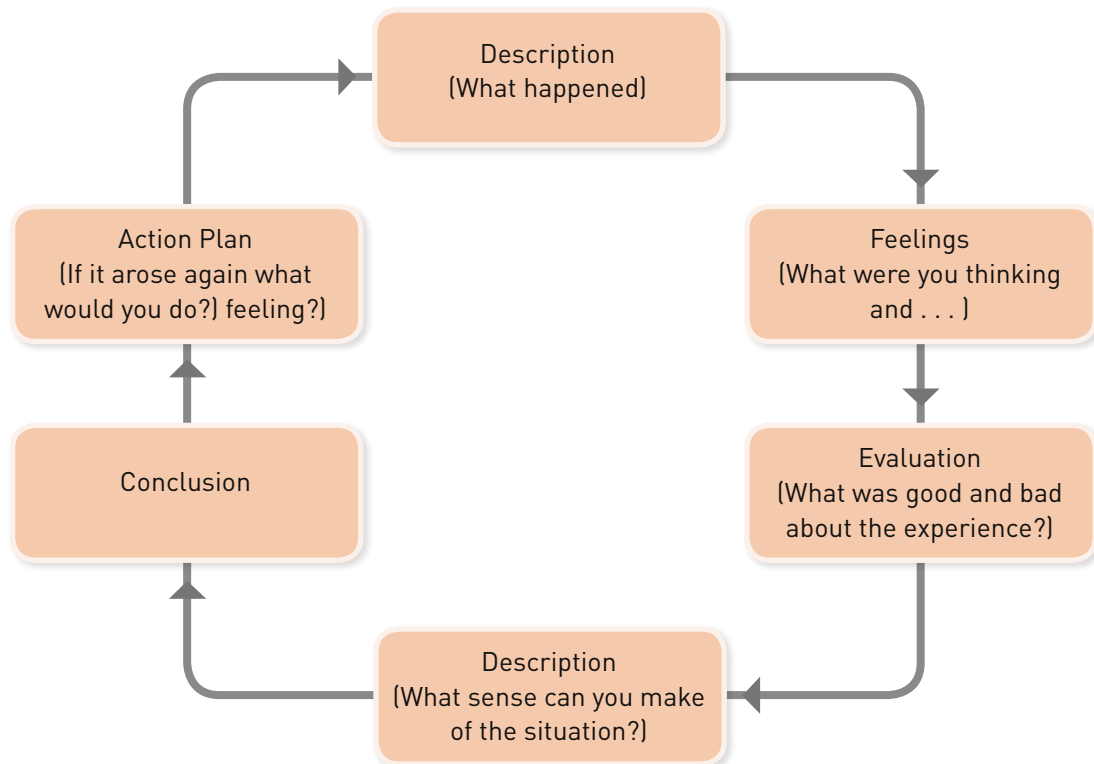 Description
(What happened)
Feelings
(What were you thinking
and . . . )
Evaluation
(What was good and bad
about the experience?)
Description
(What sense can you make
of the situation?)
Conclusion
Action Plan
(If it arose again what
would you do?) feeling?)